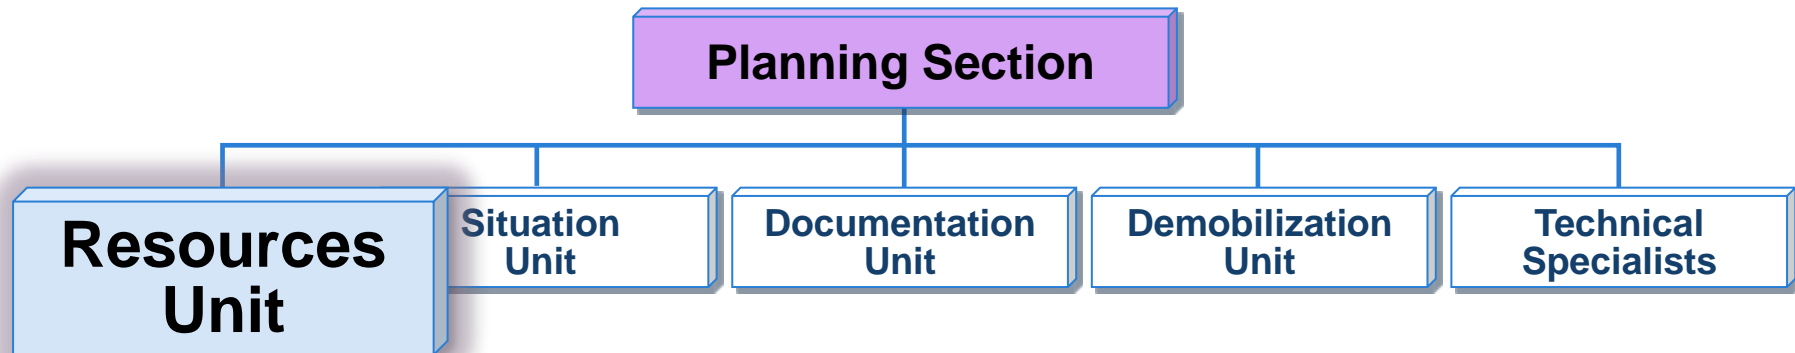 Planning Section
Resources
Unit
Situation
Unit
Documentation
Unit
Demobilization
Unit
Technical
Specialists